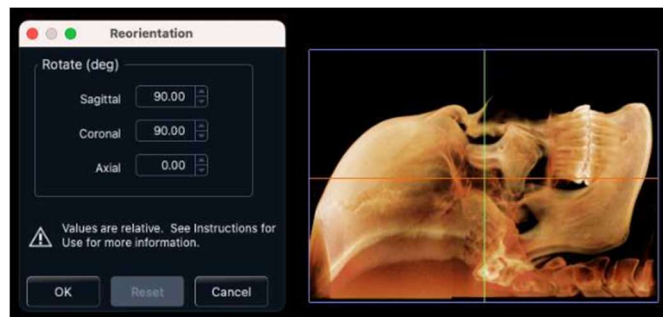 Reorientation
Rotate (deg)
Sagittal 90.00
Coronal 90.00
Axial 0.00
Values are relative. See Instructions for
Use for more information.
OK Reset Cancel